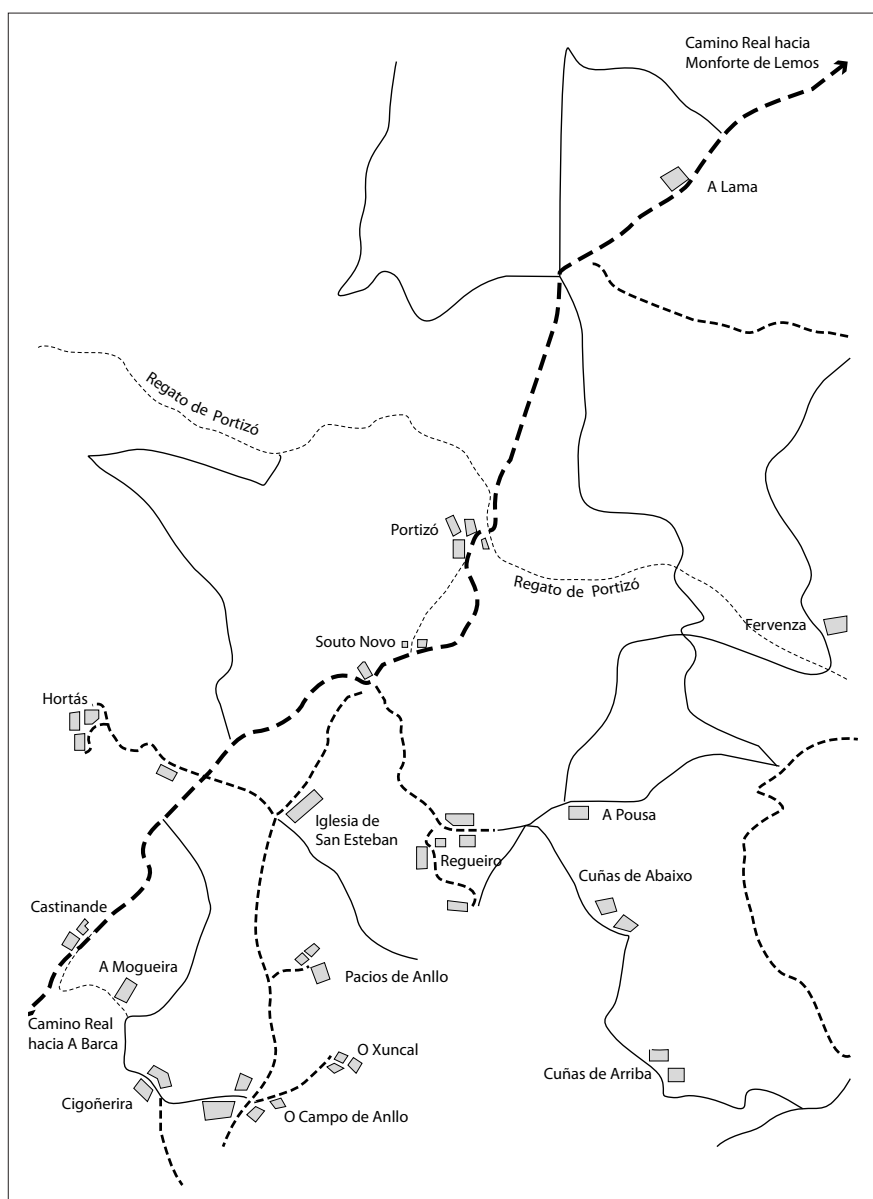 Camino Real hacia
Monforte de Lemos
A Lama
Regato de Portizó
Portizó
Regato de Portizó
Fervenza
Souto Novo
Hortás
Iglesia de
San Esteban
A Pousa
Regueiro
Cuñas de Abaixo
Castinande
A Mogueira
Pacios de Anllo
Camino Real
hacia A Barca
O Xuncal
Cuñas de Arriba
Cigoñerira
O Campo de Anllo